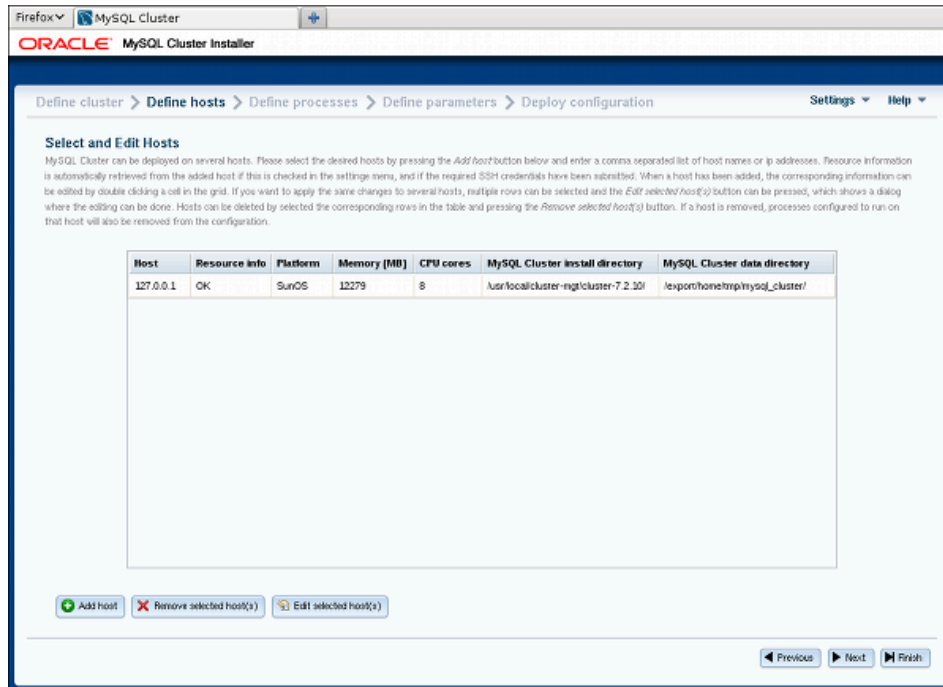 Firefox MySQL Cluster
ORACLE MySQL Cluster Installer
Define cluster Define hosts Define processes Define parameters Deploy configuration Settings Help
Select and Edit Hosts
MySQL Cluster can be deployed on several hosts. Please select the desired hosts by pressing the Add host button below and enter a comma separated list of host names or ip addresses. Resource information
is automatically retrieved from the added host if this is checked in the settings menu, and if the required SSH credentials have been submitted. When a host has been added, the corresponding information can
be edited by double clicking a cell in the grid. If you want to apply the same changes to several hosts, multiple rows can be selected and the Edit selected host(s) button can be pressed, which shows a dialog
where the editing can be done. Hosts can be deleted by selected the corresponding rows in the table and pressing the Remove selected host(s) button. If a host is removed, processes configured to run on
that host will also be removed from the configuration.
Host Resource info Platform Memory [MB] CPU cores MySQL Cluster install directory MySQL Cluster data directory
127.0.0.1 OK SunOS 12279 8 /usr/local/cluster-mgt/cluster-7.2.10/ /export/home/tmp/mysql_cluster/
Add host Remove selected host(s) Edit selected host(s)
Previous Next Finish